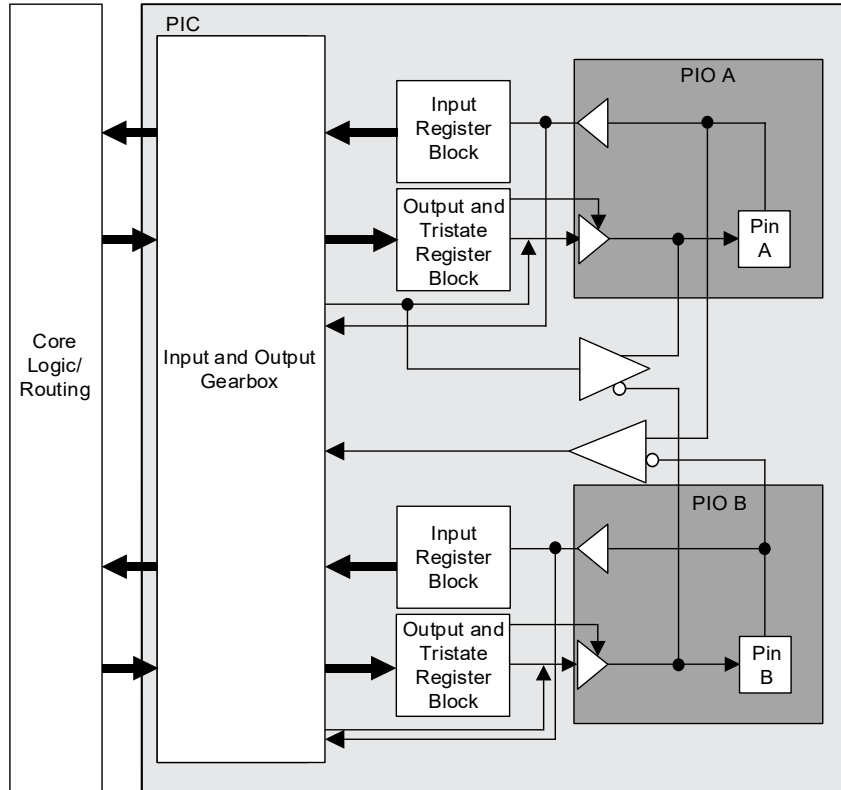 PIC
PIO A
Input
Register
Block
Output and
Tristate
Register
Block
Pin
A
Core
Logic/
Routing
Input and Output
Gearbox
PIO B
Input
Register
Block
Output and
Tristate
Register
Block
Pin
B